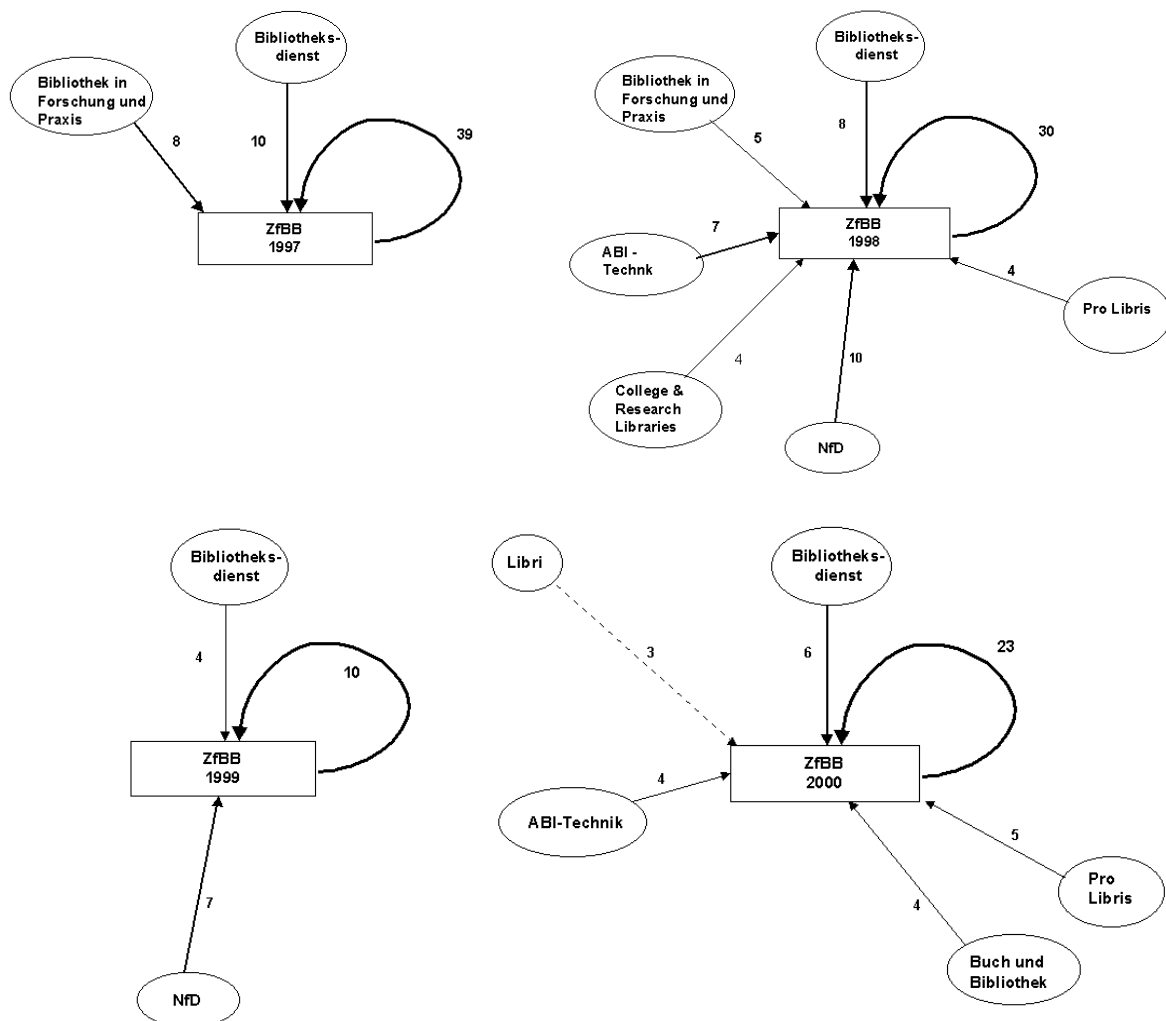 Bibliotheks-
dienst
Bibliothek in
Forschung und
Praxis
8
10
39
ZfBB
1997
Bibliotheks-
dienst
Bibliothek in
Forschung und
Praxis
5
8
30
7
ABI -
Technk
ZfBB
1998
4
Pro Libris
4
10
College &
Research
Libraries
NfD
Bibliotheks-
dienst
4
10
ZfBB
1999
7
NfD
Libri
Bibliotheks-
dienst
3
6
23
ZfBB
2000
4
ABI-Technik
5
Pro
Libris
4
Buch und
Bibliothek